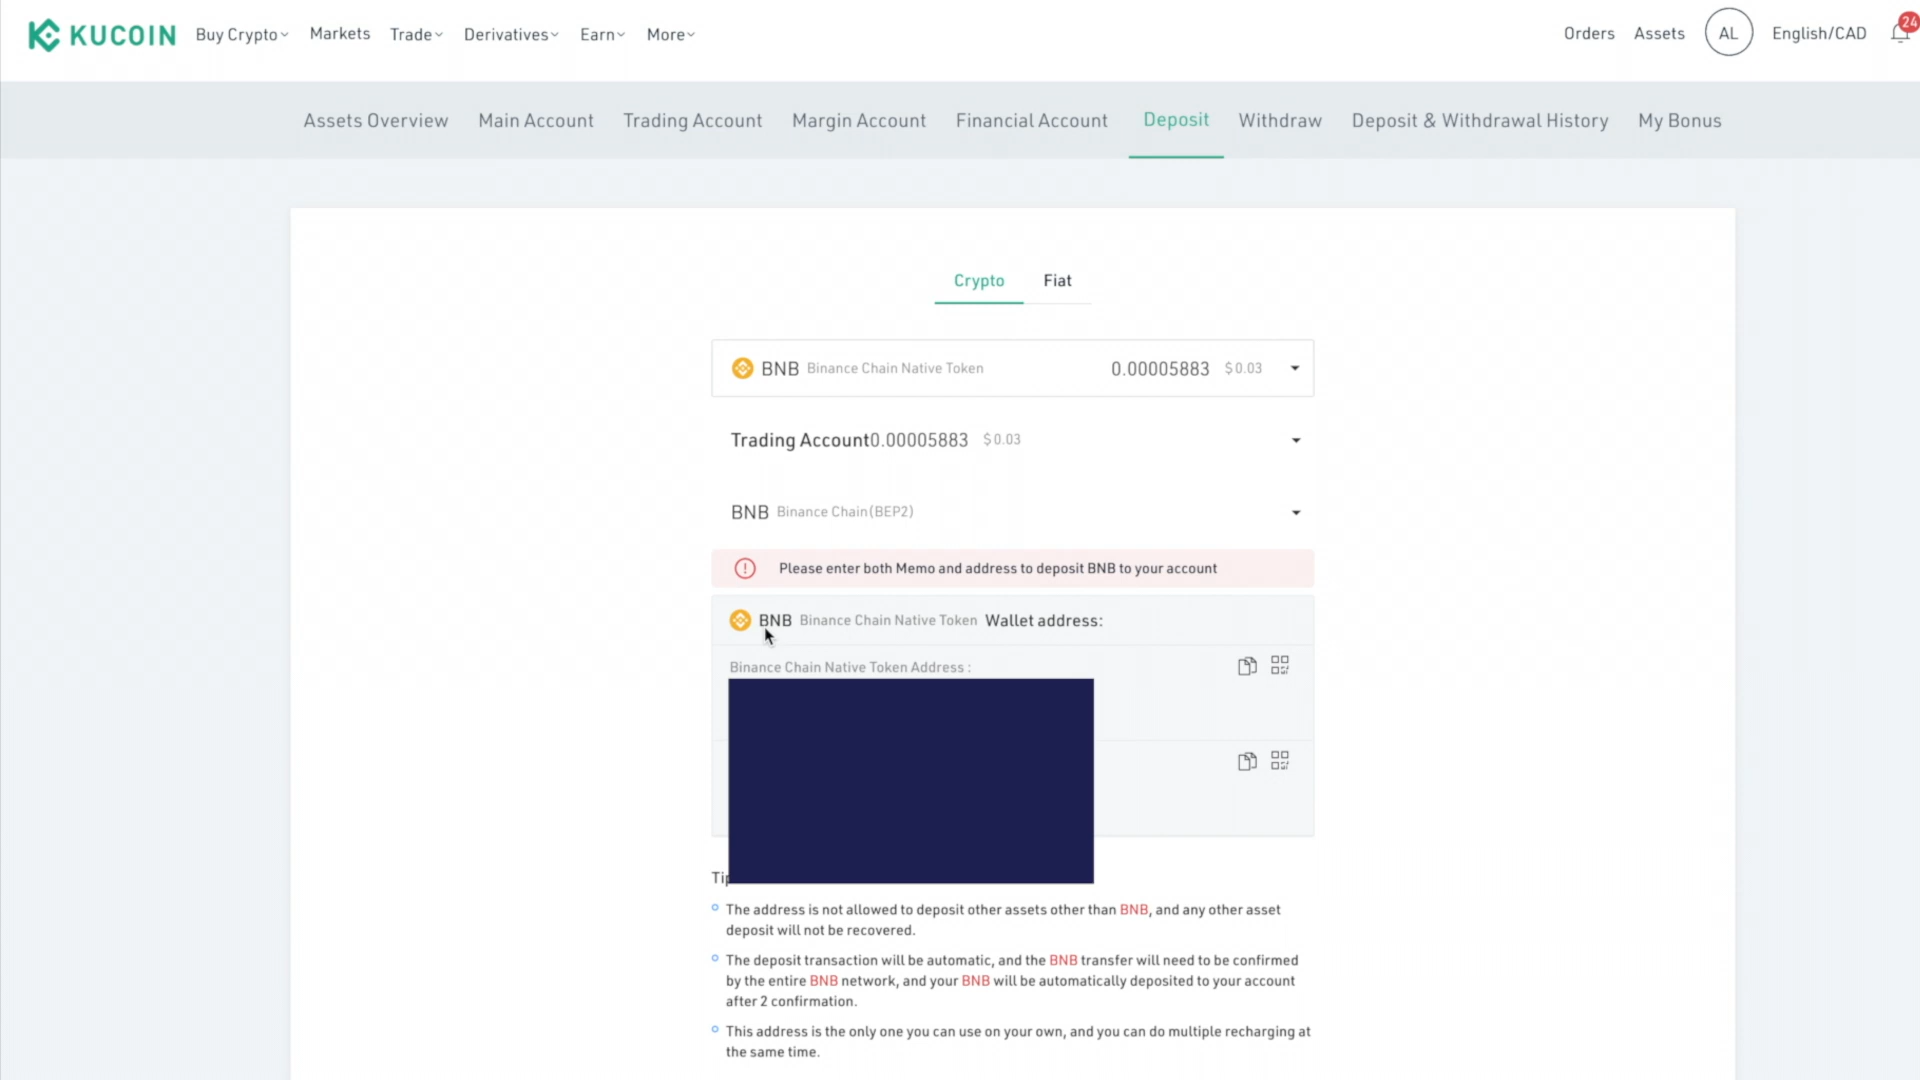 KUCOIN Buy Crypto Markets Trade Derivatives Earn More Orders Assets AL English/CAD 24
Assets Overview Main Account Trading Account Margin Account Financial Account Deposit Withdraw Deposit & Withdrawal History My Bonus
Crypto Fiat
BNB Binance Chain Native Token 0.00005883 $0.03
Trading Account0.00005883 $0.03
BNB Binance Chain(BEP2)
Please enter both Memo and address to deposit BNB to your account
BNB Binance Chain Native Token Wallet address:
Binance Chain Native Token Address :
The address is not allowed to deposit other assets other than BNB, and any other asset
deposit will not be recovered.
The deposit transaction will be automatic, and the BNB transfer will need to be confirmed
by the entire BNB network, and your BNB will be automatically deposited to your account
after 2 confirmation.
This address is the only one you can use on your own, and you can do multiple recharging at
the same time.